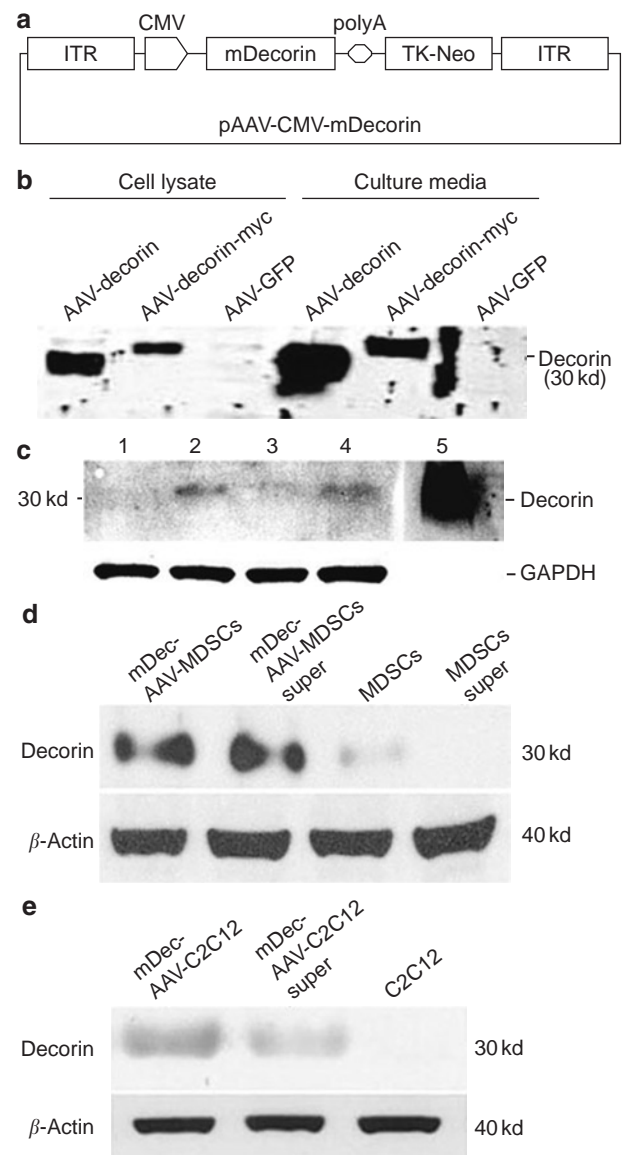 a
CMV polyA
ITR mDecorin TK-Neo ITR
pAAV-CMV-mDecorin
b
Cell lysate Culture media
AAV-decorin AAV-decorin-myc AAV-GFP AAV-decorin AAV-decorin-myc AAV-GFP
Decorin
(30 kd)
c
1 2 3 4 5
30 kd Decorin
GAPDH
d
mDec-
AAV-MDSCs
mDec-
AAV-MDSCs
super
MDSCs
MDSCs
super
Decorin 30 kd
β-Actin 40 kd
e
mDec-
AAV-C2C12
mDec-
AAV-C2C12
super
C2C12
Decorin 30 kd
β-Actin 40 kd